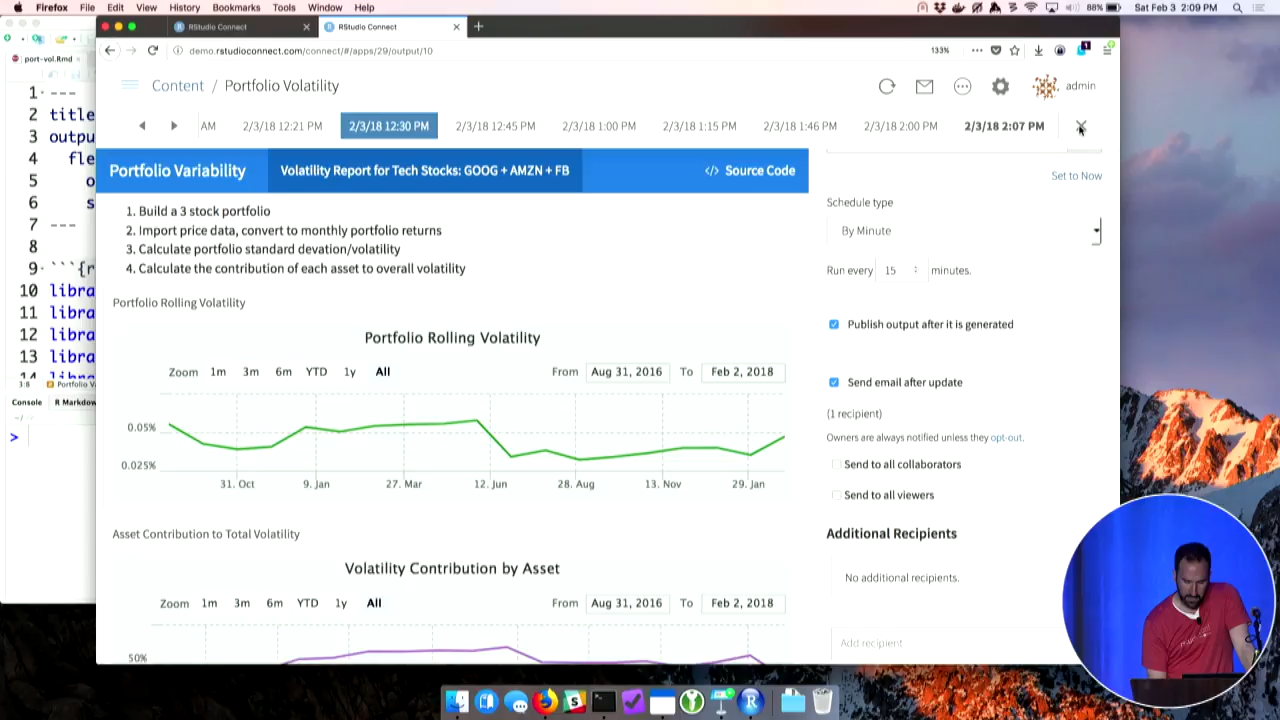 Firefox File Edit View History Bookmarks Tools Window Help 88% Sat Feb 3 2:09 PM
RStudio Connect
RStudio Connect
demo.rstudioconnect.com/connect/#/apps/29/output/10 133%
port-vol.Rmd
Content / Portfolio Volatility admin
AM 2/3/18 12:21 PM 2/3/18 12:30 PM 2/3/18 12:45 PM 2/3/18 1:00 PM 2/3/18 1:15 PM 2/3/18 1:46 PM 2/3/18 2:00 PM 2/3/18 2:07 PM
1 ---
2 title
3 outpu
4 fle
5 o
6 s
7 ---
8
9 ```{r
10 libra
11 libra
12 libra
13 libra
14 libra
3:8 Portfolio V
Console R Markdow
~/
>
Portfolio Variability Volatility Report for Tech Stocks: GOOG + AMZN + FB </> Source Code
1. Build a 3 stock portfolio
2. Import price data, convert to monthly portfolio returns
3. Calculate portfolio standard devation/volatility
4. Calculate the contribution of each asset to overall volatility
Portfolio Rolling Volatility
Portfolio Rolling Volatility
Zoom 1m 3m 6m YTD 1y All From Aug 31, 2016 To Feb 2, 2018
0.05%
0.025%
31. Oct 9. Jan 27. Mar 12. Jun 28. Aug 13. Nov 29. Jan
Asset Contribution to Total Volatility
Volatility Contribution by Asset
Zoom 1m 3m 6m YTD 1y All From Aug 31, 2016 To Feb 2, 2018
50%
Set to Now
Schedule type
By Minute
Run every 15 minutes.
Publish output after it is generated
Send email after update
(1 recipient)
Owners are always notified unless they opt-out.
Send to all collaborators
Send to all viewers
Additional Recipients
No additional recipients.
Add recipient